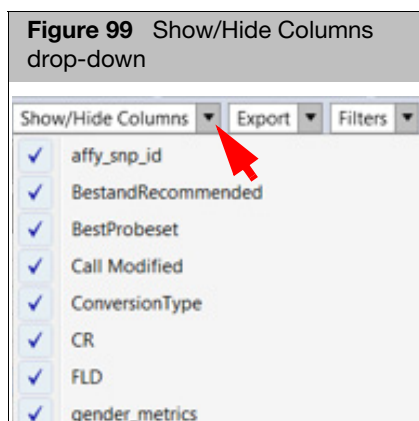 Figure 99 Show/Hide Columns
drop-down
Show/Hide Columns Export Filters
affy_snp_id
BestandRecommended
BestProbeset
Call Modified
ConversionType
CR
FLD
gender_metrics